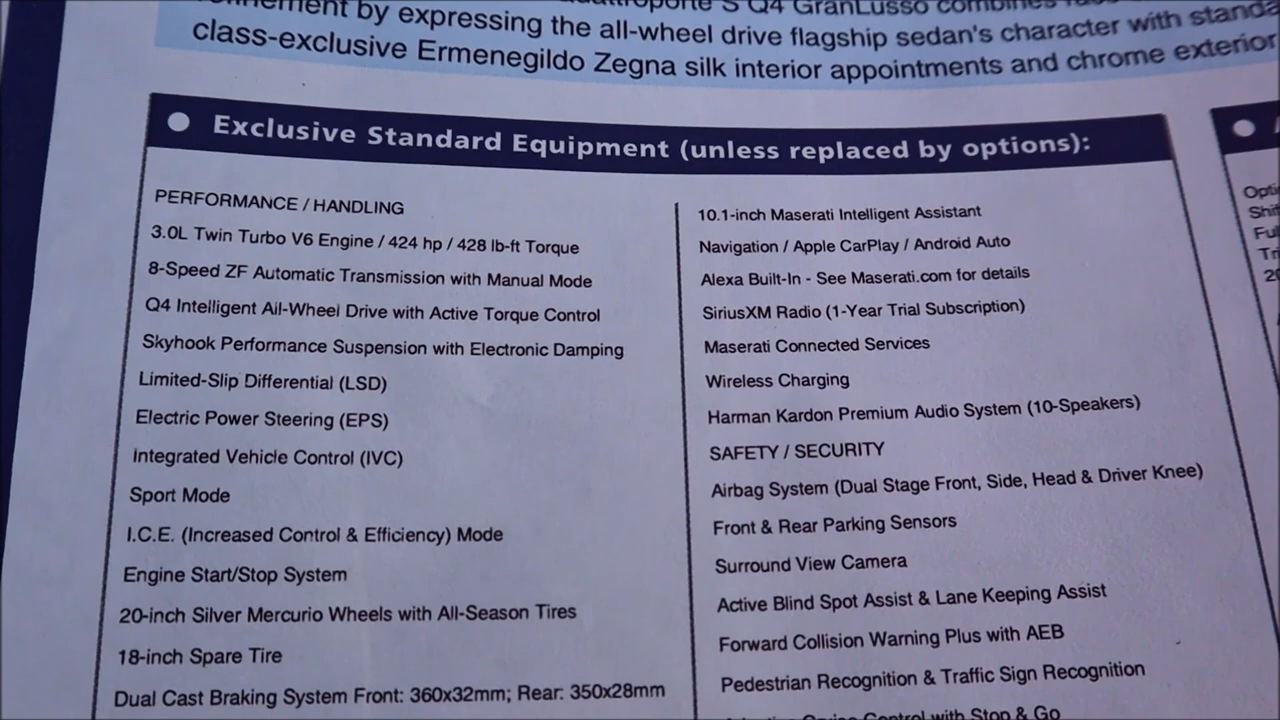 by expressing the all-wheel drive flagship sedan's character with
class-exclusive Ermenegildo Zegna silk interior appointments and chrome exterior
Exclusive Standard Equipment (unless replaced by options):
PERFORMANCE / HANDLING
3.0L Twin Turbo V6 Engine / 424 hp / 428 lb-ft Torque
8-Speed ZF Automatic Transmission with Manual Mode
Q4 Intelligent All-Wheel Drive with Active Torque Control
Skyhook Performance Suspension with Electronic Damping
Limited-Slip Differential (LSD)
Electric Power Steering (EPS)
Integrated Vehicle Control (IVC)
Sport Mode
I.C.E. (Increased Control & Efficiency) Mode
Engine Start/Stop System
20-inch Silver Mercurio Wheels with All-Season Tires
18-inch Spare Tire
Dual Cast Braking System Front: 360x32mm; Rear: 350x28mm
10.1-inch Maserati Intelligent Assistant
Navigation / Apple CarPlay / Android Auto
Alexa Built-In - See Maserati.com for details
SiriusXM Radio (1-Year Trial Subscription)
Maserati Connected Services
Wireless Charging
Harman Kardon Premium Audio System (10-Speakers)
SAFETY / SECURITY
Airbag System (Dual Stage Front, Side, Head & Driver Knee)
Front & Rear Parking Sensors
Surround View Camera
Active Blind Spot Assist & Lane Keeping Assist
Forward Collision Warning Plus with AEB
Pedestrian Recognition & Traffic Sign Recognition
Control with Stop & Go